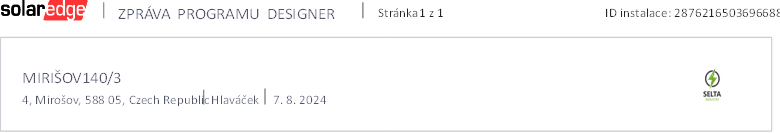 solaredge | ZPRÁVA PROGRAMU DESIGNER | Stránka 1 z 1 ID instalace: 2876216503696688
MIRIŠOV140/3
4, Mirošov, 588 05, Czech Republic | Hlaváček | 7. 8. 2024
SELTA